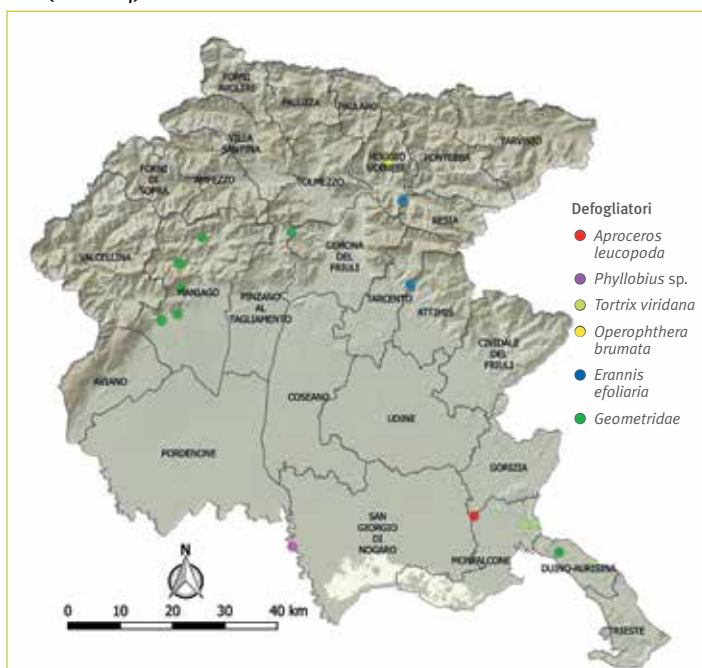 FORNI
AVOLTRI
PALUZZA
PAULARO
VILLA
SANTINA
MOGGIO
UDINESE
PONTEBBA
TARVISIO
FORNI
DI
SOPRA
AMPEZZO
TOLMEZZO
RESIA
VALCELLINA
GEMONA
DEL
FRIULI
Defogliatori
Aproceros
leucopoda
Phyllobius sp.
Tortrix viridana
Operophthera
brumata
Erannis
efoliaria
Geometridae
MANIAGO
PINZANO
AL
TAGLIAMENTO
TARCENTO
ATTIMIS
CIVIDALE
DEL
FRIULI
AVIANO
COSEANO
UDINE
PORDENONE
GORIZIA
SAN
GIORGIO
DI
NOGARO
MONFALCONE
DUINO-AURISINA
TRIESTE
N
0 10 20 30 40 km